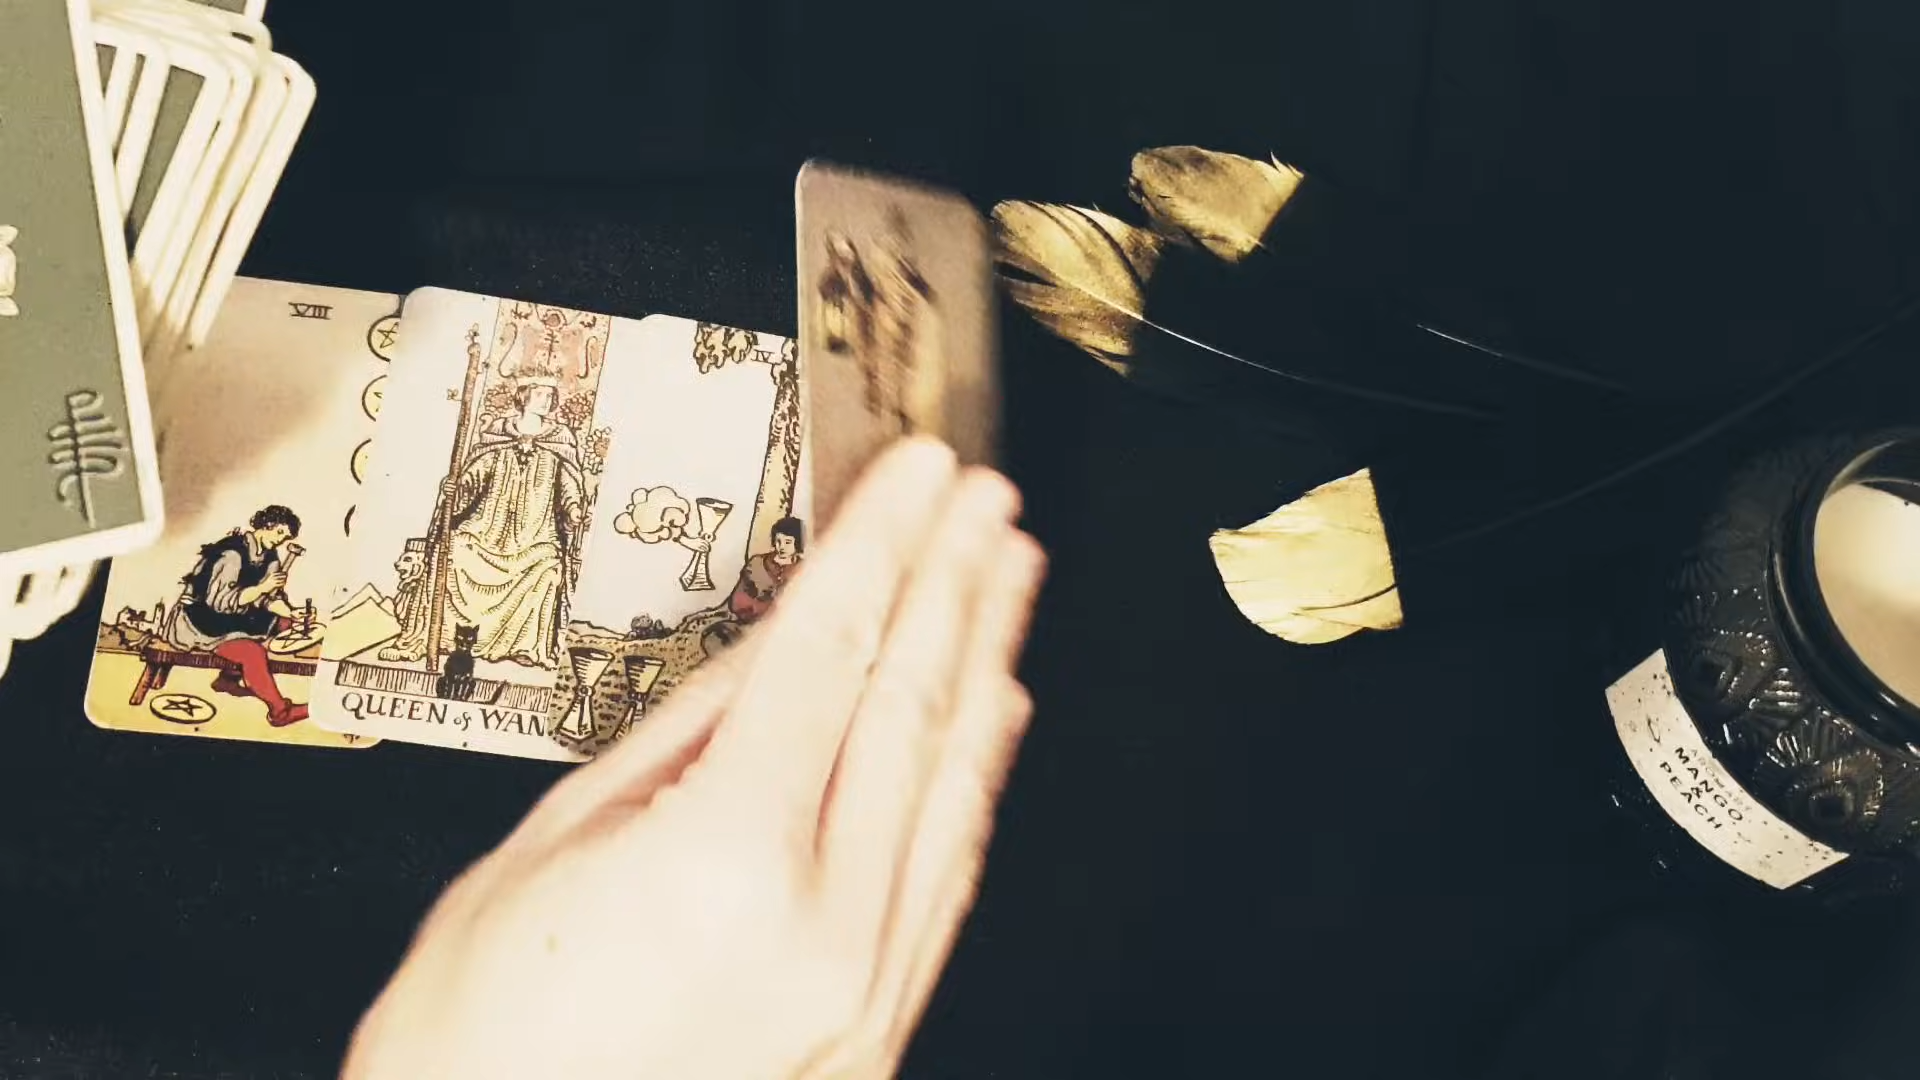 VIII
QUEEN of WAN
IV
MANGO
&
PEACH